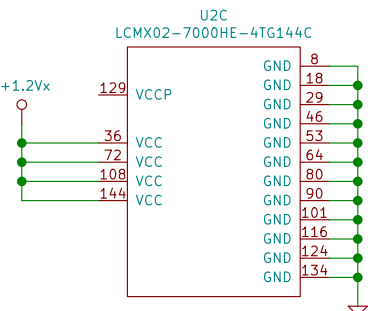 U2C
LCMX02-7000HE-4TG144C
+1.2Vx
GND 8
GND 18
129 VCCP
GND 29
GND 46
36 VCC
GND 53
72 VCC
GND 64
108 VCC
GND 80
144 VCC
GND 90
GND 101
GND 116
GND 124
GND 134